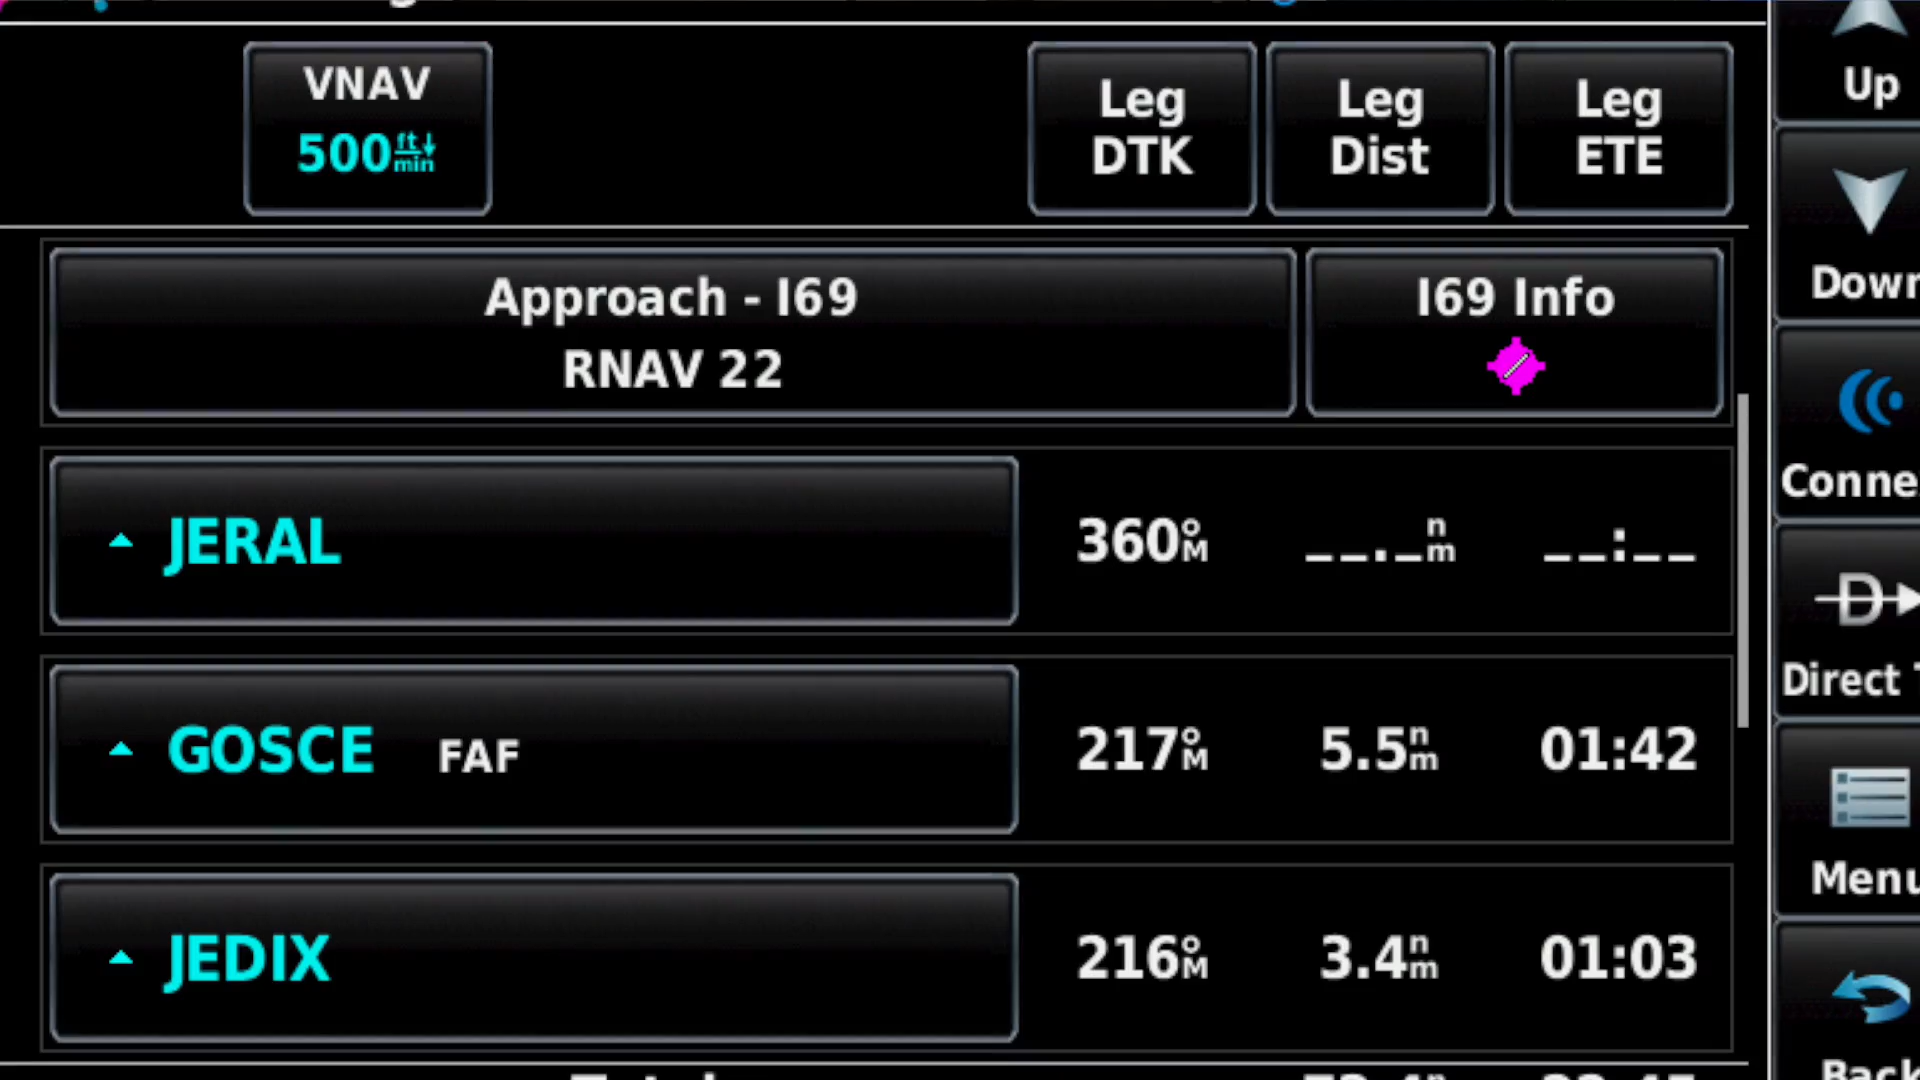 VNAV
500 ft/min
Leg DTK
Leg Dist
Leg ETE
Approach - I69
RNAV 22
I69 Info
JERAL 360°M __._nm __:__
GOSCE FAF 217°M 5.5nm 01:42
JEDIX 216°M 3.4nm 01:03
Up
Down
Conne
Direct T
Menu
Back